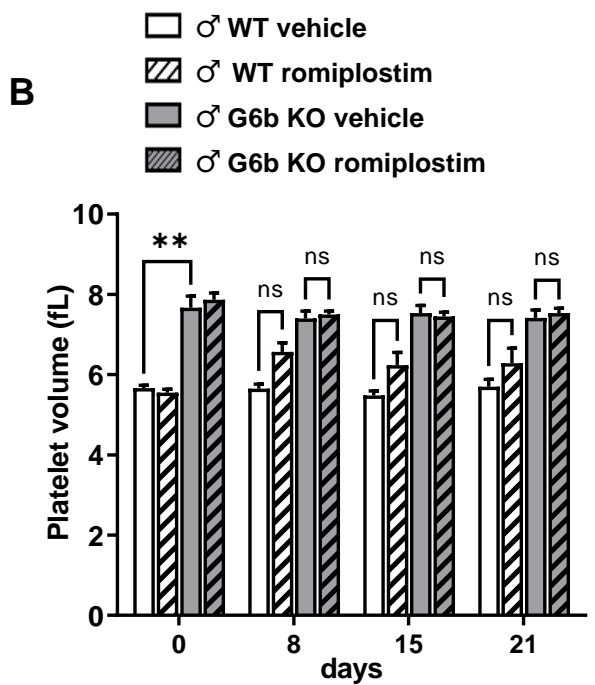 ♂ WT vehicle
B
♂ WT romiplostim
♂ G6b KO vehicle
♂ G6b KO romiplostim
Platelet volume (fL)
10
8
6
4
2
0
**
ns
ns
ns
ns
ns
ns
0 8 15 21
days